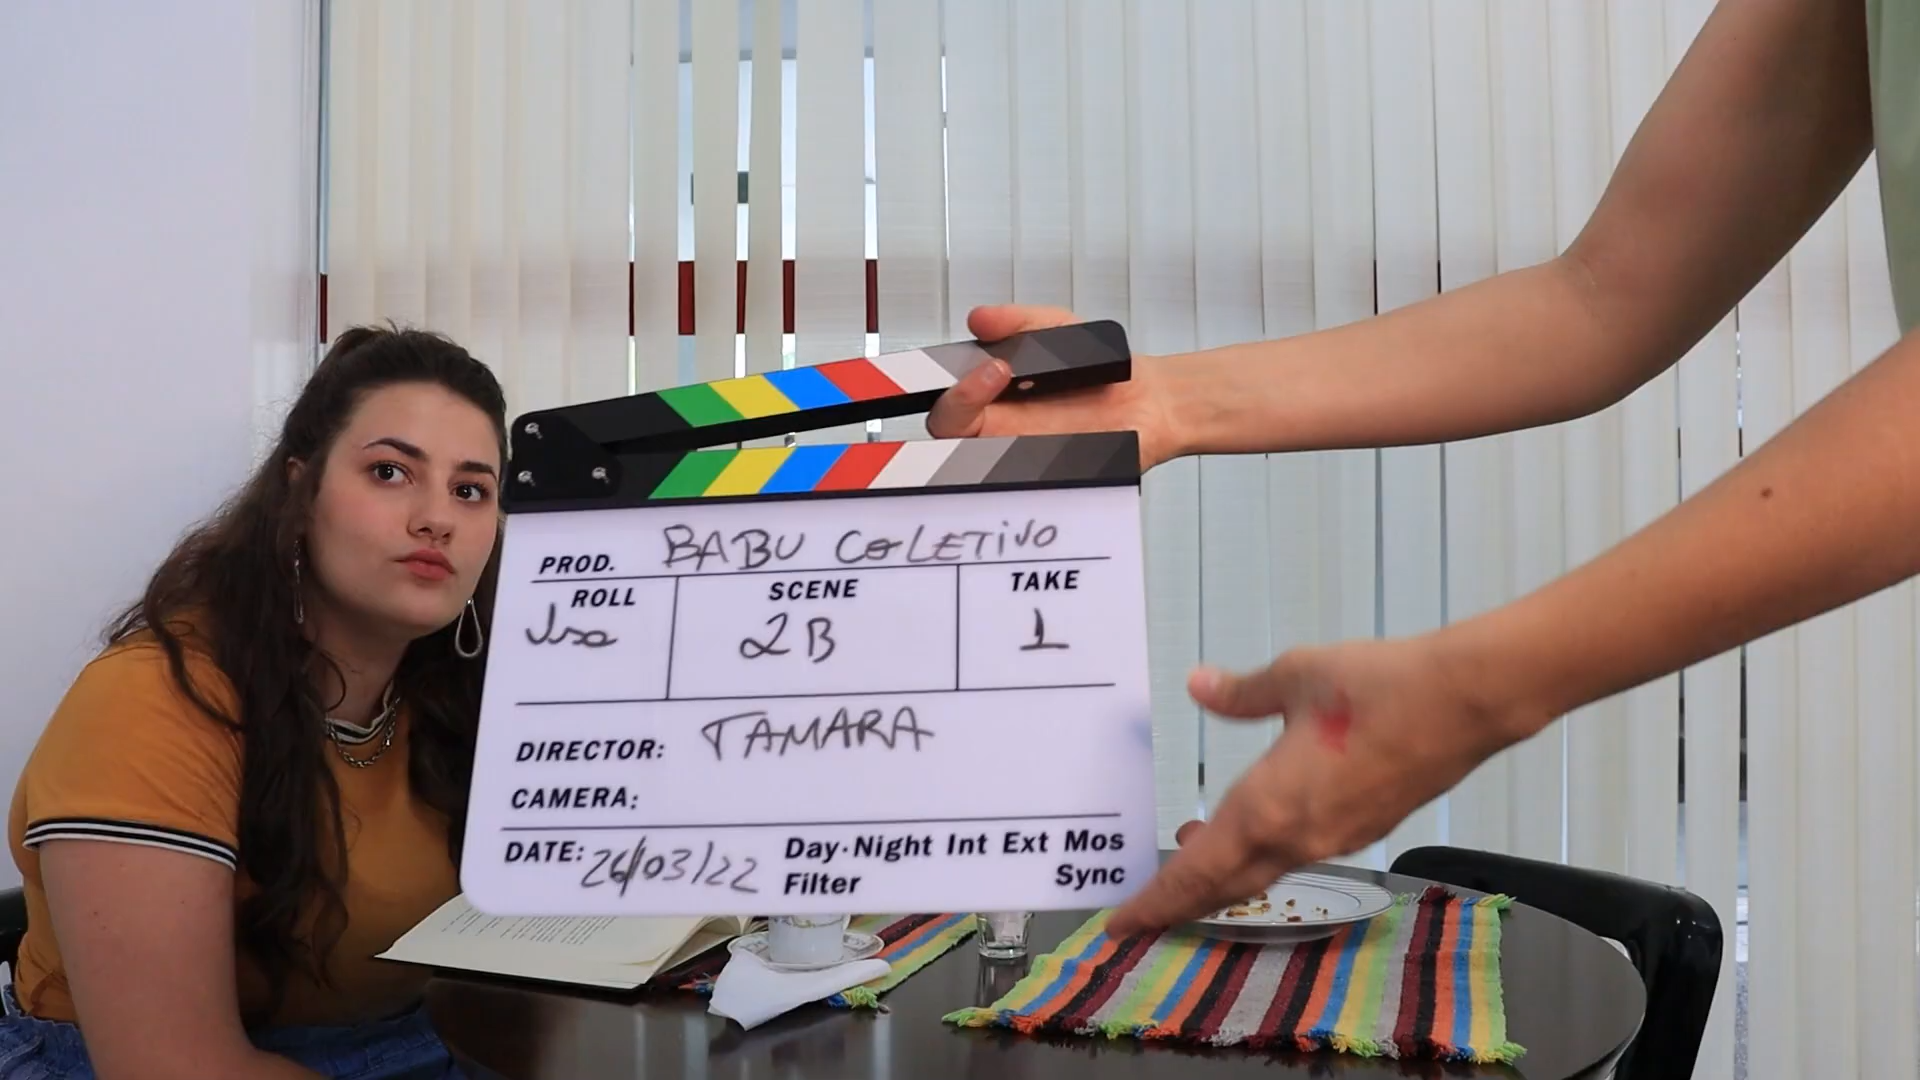 PROD. BABU COLETIVO
ROLL SCENE TAKE
Isa 2B 1
DIRECTOR: TAMARA
CAMERA:
DATE: 26/03/22 Day·Night Int Ext Mos
Filter Sync